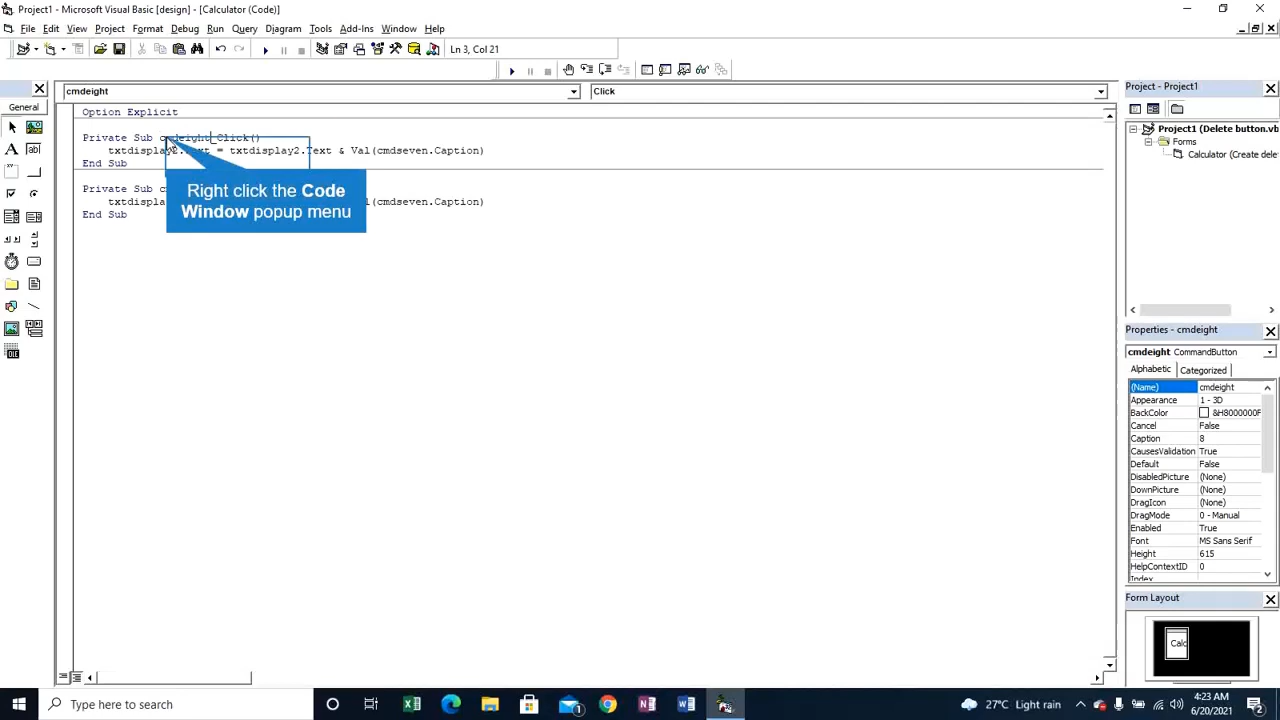 Project1 - Microsoft Visual Basic [design] - [Calculator (Code)]
File Edit View Project Format Debug Run Query Diagram Tools Add-Ins Window Help
Ln 3, Col 21
cmdeight
Click
General
Option Explicit
Private Sub cmdeight_Click()
txtdisplay2.Text = txtdisplay2.Text & Val(cmdseven.Caption)
End Sub
Private Sub
txtdisplay
Val(cmdseven.Caption)
End Sub
Right click the Code
Window popup menu
Project - Project1
Project1 (Delete button.vb
Forms
Calculator (Create dele
Properties - cmdeight
cmdeight CommandButton
Alphabetic Categorized
(Name) cmdeight
Appearance 1 - 3D
BackColor &H8000000F
Cancel False
Caption 8
CausesValidation True
Default False
DisabledPicture (None)
DownPicture (None)
DragIcon (None)
DragMode 0 - Manual
Enabled True
Font MS Sans Serif
Height 615
HelpContextID 0
Index
Form Layout
Calc
Type here to search
27°C Light rain
4:23 AM
6/20/2021